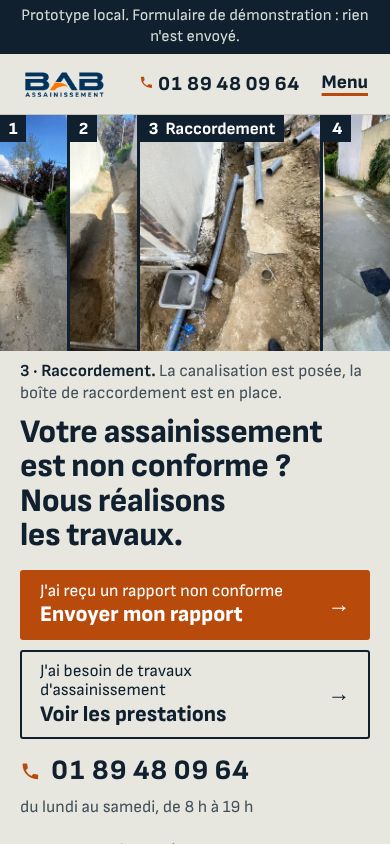 Prototype local. Formulaire de démonstration : rien
n'est envoyé.
BAB
ASSAINISSEMENT
01 89 48 09 64
Menu
1
2
3 Raccordement
4
3 · Raccordement. La canalisation est posée, la
boîte de raccordement est en place.
Votre assainissement
est non conforme ?
Nous réalisons
les travaux.
J'ai reçu un rapport non conforme
Envoyer mon rapport →
J'ai besoin de travaux
d'assainissement
Voir les prestations →
01 89 48 09 64
du lundi au samedi, de 8 h à 19 h